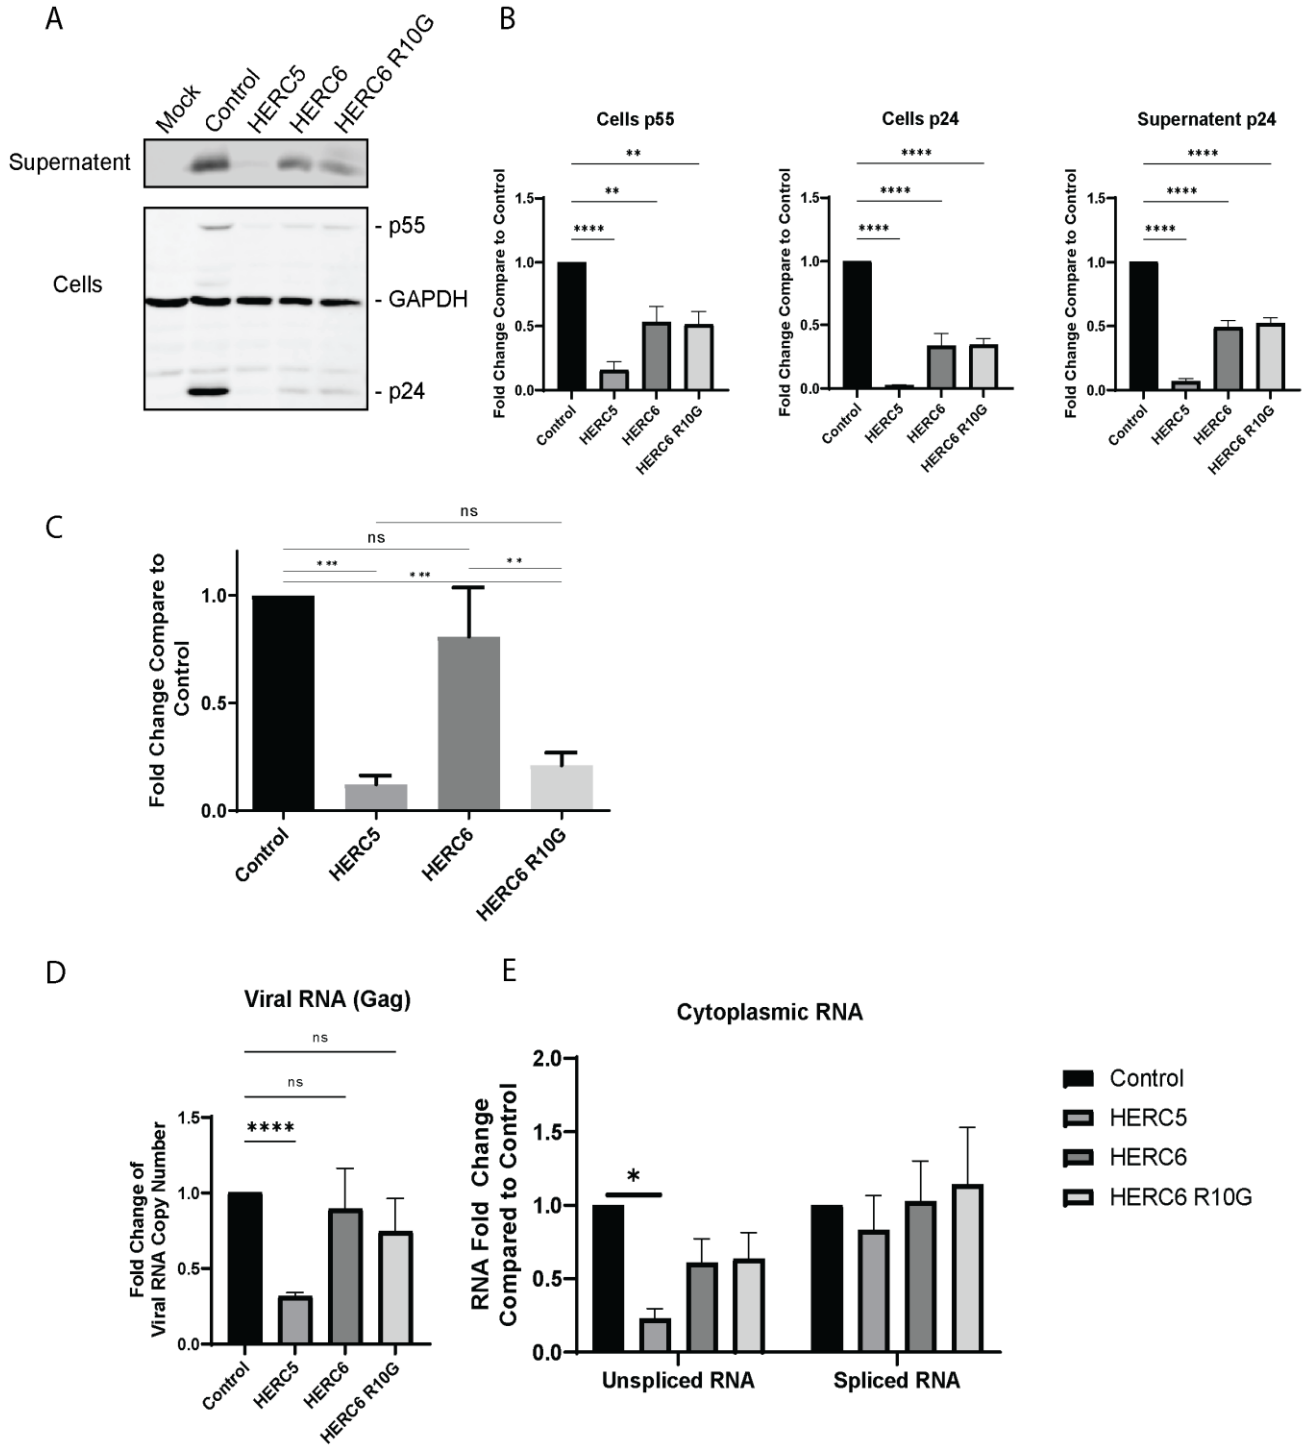 A
Mock
Control
HERC5
HERC6
HERC6 R10G
Supernatent
Cells
- p55
- GAPDH
- p24
B
Cells p55
**
**
****
Fold Change Compare to Control
1.5
1.0
0.5
0.0
Control
HERC5
HERC6
HERC6 R10G
Cells p24
****
****
****
Fold Change Compare to Control
1.5
1.0
0.5
0.0
Control
HERC5
HERC6
HERC6 R10G
Supernatent p24
****
****
****
Fold Change Compare to Control
1.5
1.0
0.5
0.0
Control
HERC5
HERC6
HERC6 R10G
C
ns
ns
***
**
***
Fold Change Compare to
Control
1.0
0.5
0.0
Control
HERC5
HERC6
HERC6 R10G
D
Viral RNA (Gag)
ns
ns
****
Fold Change of
Viral RNA Copy Number
1.5
1.0
0.5
0.0
Control
HERC5
HERC6
HERC6 R10G
E
Cytoplasmic RNA
RNA Fold Change
Compared to Control
2.0
1.5
1.0
0.5
0.0
*
Unspliced RNA
Spliced RNA
Control
HERC5
HERC6
HERC6 R10G